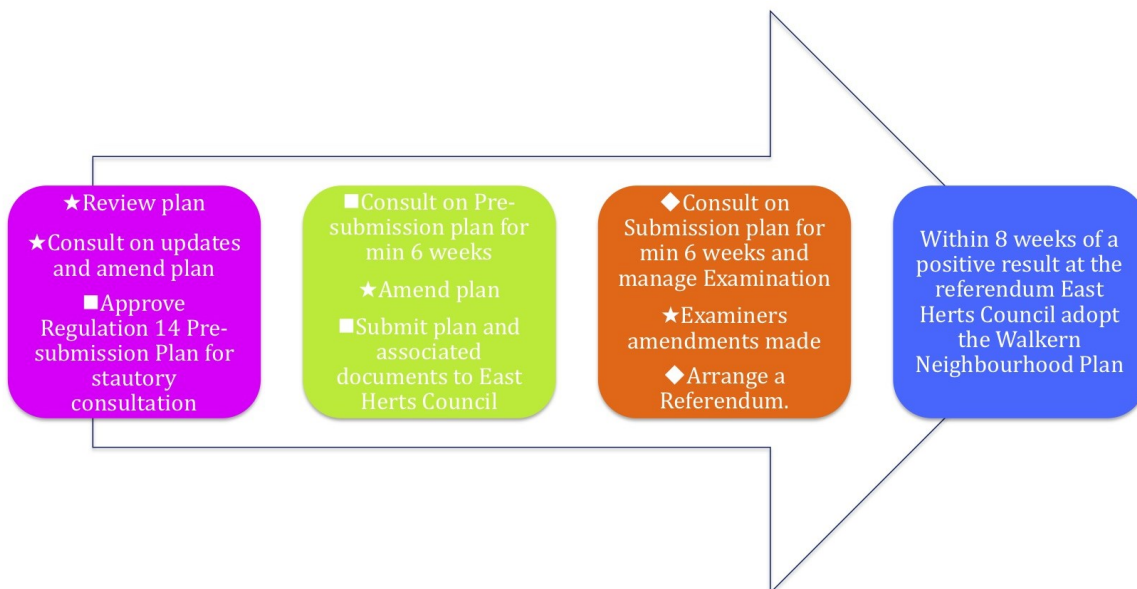 ★Review plan
★Consult on updates
and amend plan
■Approve
Regulation 14 Pre-
submission Plan for
stautory
consultation
■Consult on Pre-
submission plan for
min 6 weeks
★Amend plan
■Submit plan and
associated
documents to East
Herts Council
◆Consult on
Submission plan for
min 6 weeks and
manage Examination
★Examiners
amendments made
◆Arrange a
Referendum.
Within 8 weeks of a
positive result at the
referendum East
Herts Council adopt
the Walkern
Neighbourhood Plan